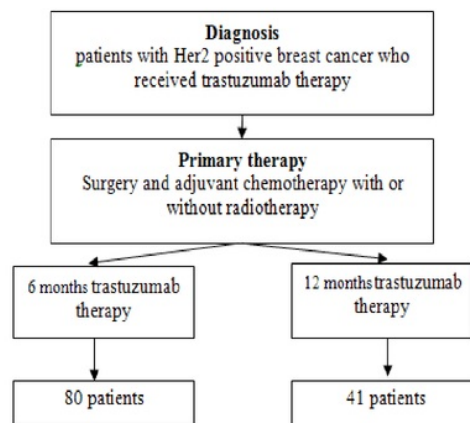 Diagnosis
patients with Her2 positive breast cancer who
received trastuzumab therapy
Primary therapy
Surgery and adjuvant chemotherapy with or
without radiotherapy
6 months trastuzumab
therapy
12 months trastuzumab
therapy
80 patients
41 patients